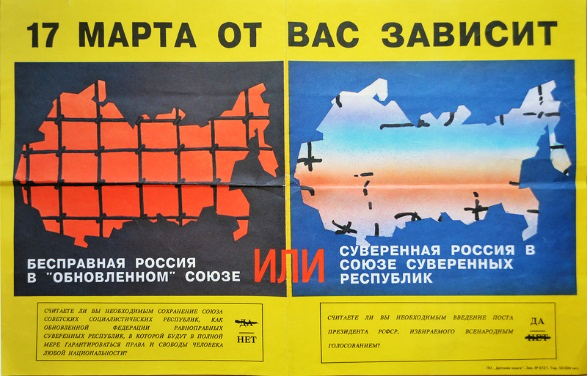 17 МАРТА ОТ ВАС ЗАВИСИТ
БЕСПРАВНАЯ РОССИЯ
В "ОБНОВЛЕННОМ" СОЮЗЕ
ИЛИ
СУВЕРЕННАЯ РОССИЯ В
СОЮЗЕ СУВЕРЕННЫХ
РЕСПУБЛИК
СЧИТАЕТЕ ЛИ ВЫ НЕОБХОДИМЫМ СОХРАНЕНИЕ СОЮЗА
СОВЕТСКИХ СОЦИАЛИСТИЧЕСКИХ РЕСПУБЛИК, КАК
ОБНОВЛЕННОЙ ФЕДЕРАЦИИ РАВНОПРАВНЫХ
СУВЕРЕННЫХ РЕСПУБЛИК, В КОТОРОЙ БУДУТ В ПОЛНОЙ
МЕРЕ ГАРАНТИРОВАТЬСЯ ПРАВА И СВОБОДЫ ЧЕЛОВЕКА
ЛЮБОЙ НАЦИОНАЛЬНОСТИ?
ДА
НЕТ
СЧИТАЕТЕ ЛИ ВЫ НЕОБХОДИМЫМ ВВЕДЕНИЕ ПОСТА
ПРЕЗИДЕНТА РСФСР, ИЗБИРАЕМОГО ВСЕНАРОДНЫМ
ГОЛОСОВАНИЕМ?
ДА
НЕТ